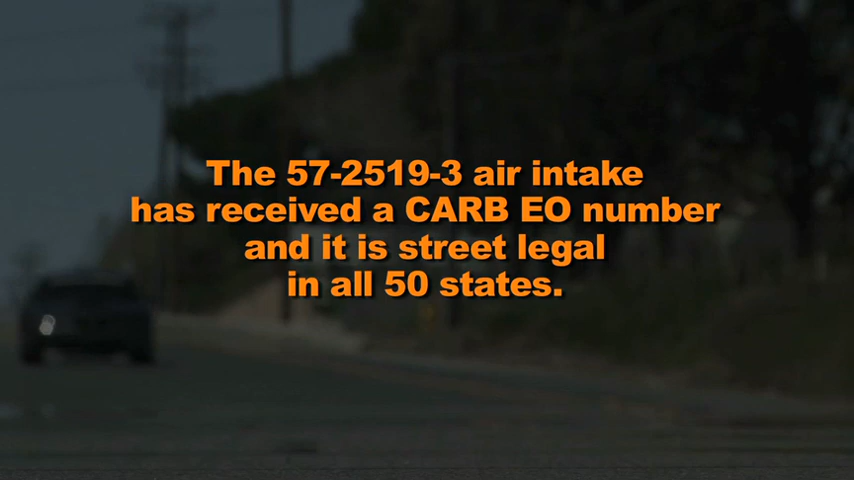 The 57-2519-3 air intake
has received a CARB EO number
and it is street legal
in all 50 states.